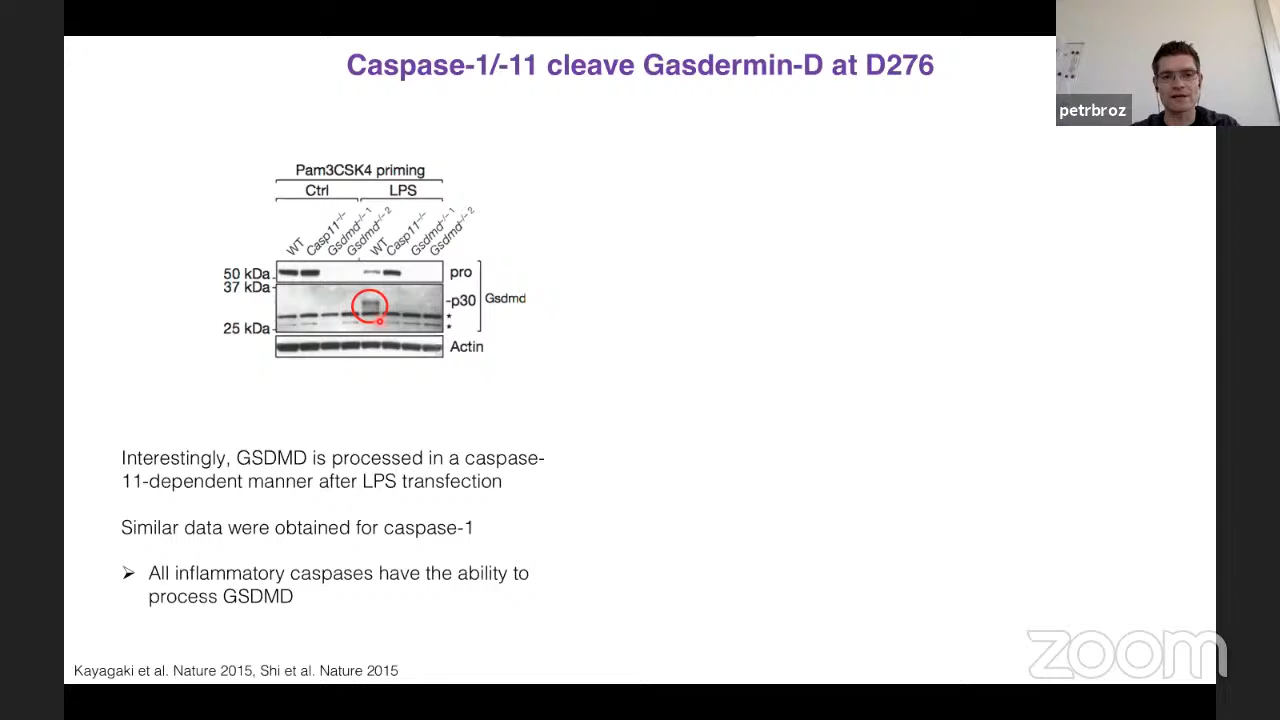 Caspase-1/-11 cleave Gasdermin-D at D276
petrbroz
Pam3CSK4 priming
Ctrl LPS
WT Casp11–/– Gsdmd–/– 1 Gsdmd–/– 2 WT Casp11–/– Gsdmd–/– 1 Gsdmd–/– 2
50 kDa pro
37 kDa
-p30 Gsdmd
*
25 kDa *
Actin
Interestingly, GSDMD is processed in a caspase-
11-dependent manner after LPS transfection
Similar data were obtained for caspase-1
➢ All inflammatory caspases have the ability to
process GSDMD
Kayagaki et al. Nature 2015, Shi et al. Nature 2015
zoom